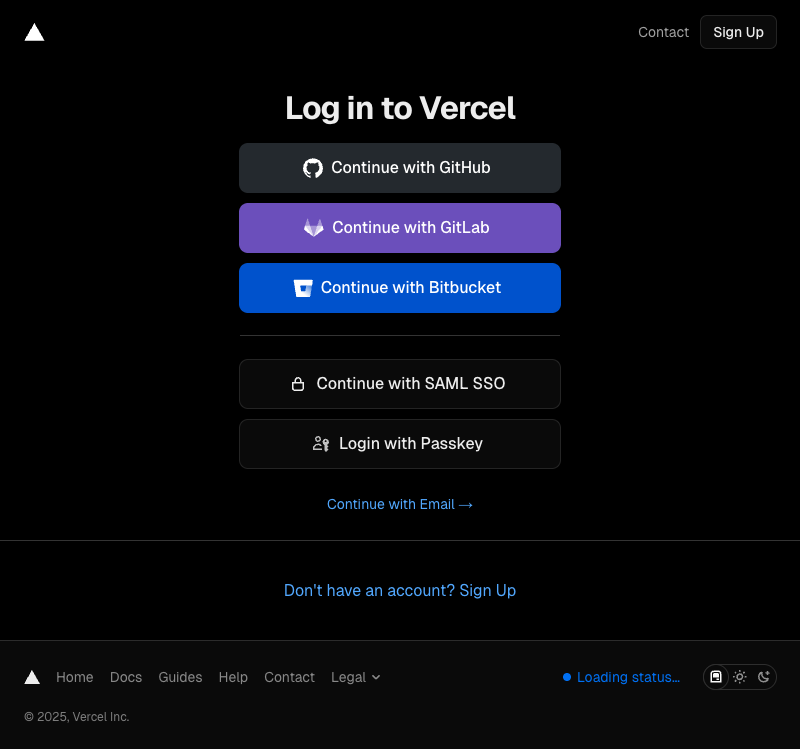 Contact
Sign Up
Log in to Vercel
Continue with GitHub
Continue with GitLab
Continue with Bitbucket
Continue with SAML SSO
Login with Passkey
Continue with Email →
Don't have an account? Sign Up
Home Docs Guides Help Contact Legal
Loading status…
© 2025, Vercel Inc.